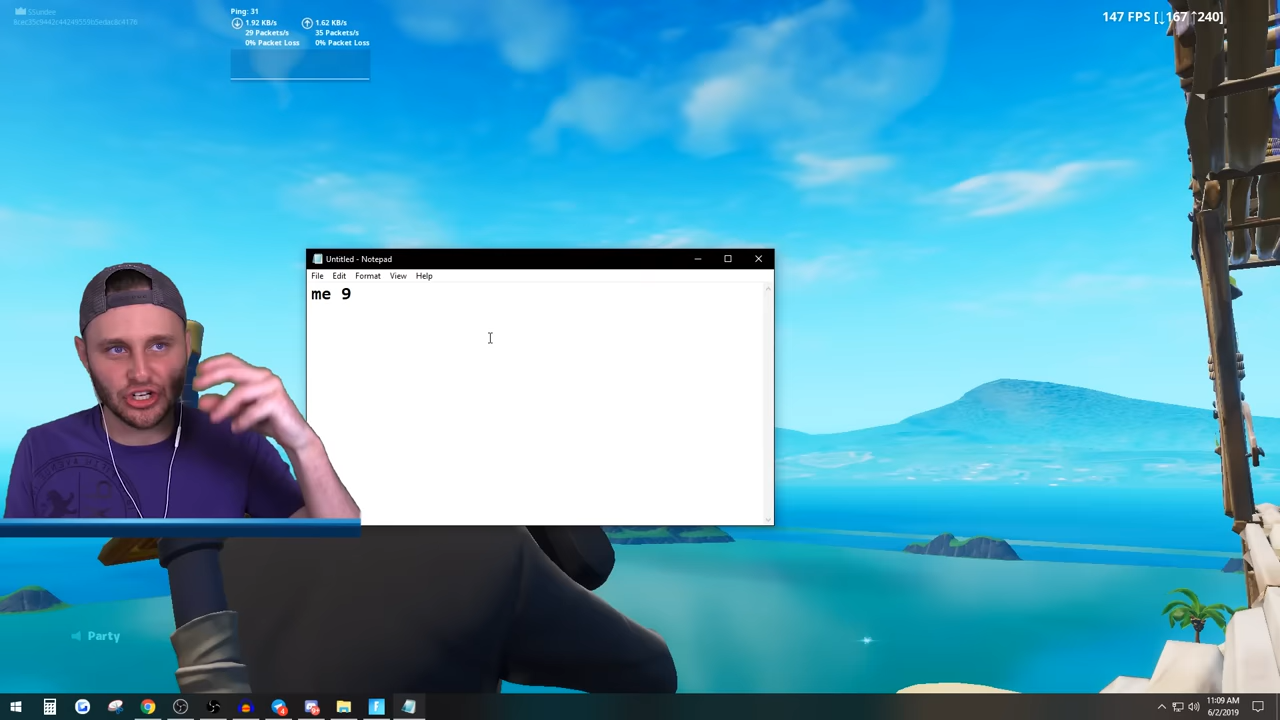 SSundee
Ping: 31
1.92 KB/s 1.62 KB/s
29 Packets/s 35 Packets/s
0% Packet Loss 0% Packet Loss
147 FPS [↓167 ↑240]
Untitled - Notepad
File Edit Format View Help
me 9
Party
11:09 AM
6/2/2019